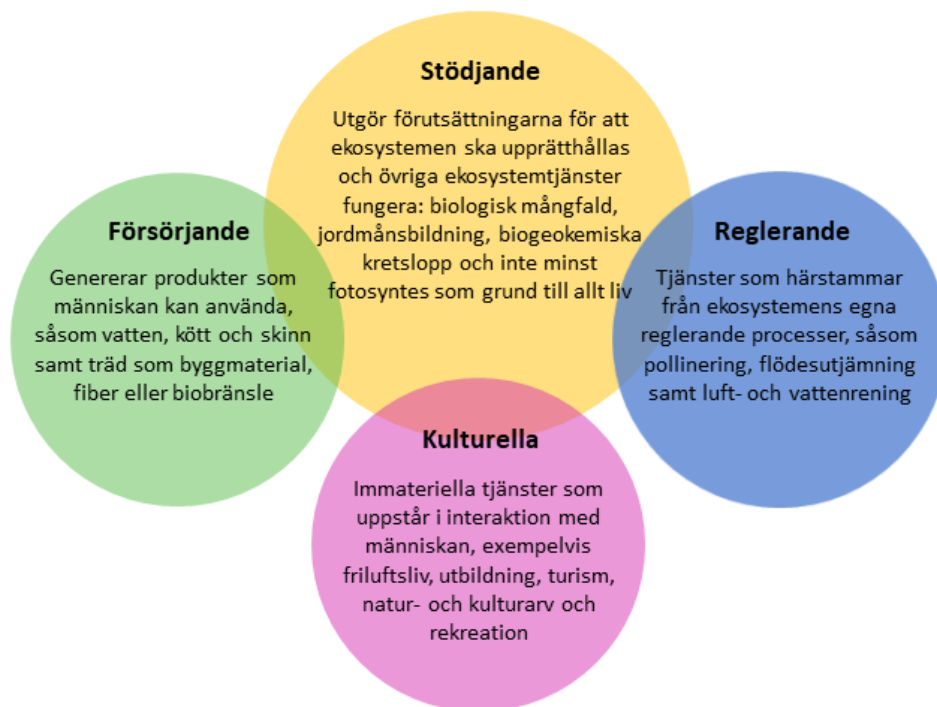 Stödjande
Utgör förutsättningarna för att
ekosystemen ska upprätthållas
och övriga ekosystemtjänster
fungera: biologisk mångfald,
jordmånsbildning, biogeokemiska
kretslopp och inte minst
fotosyntes som grund till allt liv
Försörjande
Genererar produkter som
människan kan använda,
såsom vatten, kött och skinn
samt träd som byggmaterial,
fiber eller biobränsle
Reglerande
Tjänster som härstammar
från ekosystemens egna
reglerande processer, såsom
pollinering, flödesutjämning
samt luft- och vattenrening
Kulturella
Immateriella tjänster som
uppstår i interaktion med
människan, exempelvis
friluftsliv, utbildning, turism,
natur- och kulturarv och
rekreation